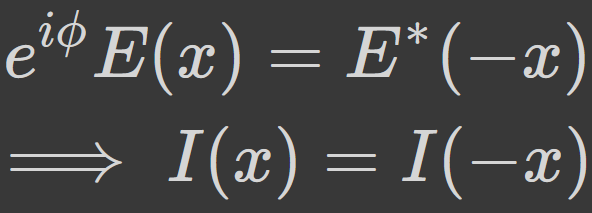 e^{iϕ} E(x) = E*(−x)
⟹ I(x) = I(−x)